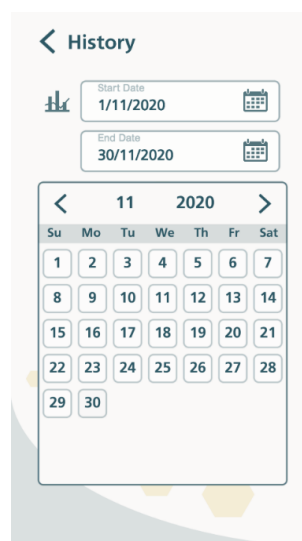 History
Start Date
1/11/2020
End Date
30/11/2020
11 2020
Su Mo Tu We Th Fr Sat
1 2 3 4 5 6 7
8 9 10 11 12 13 14
15 16 17 18 19 20 21
22 23 24 25 26 27 28
29 30